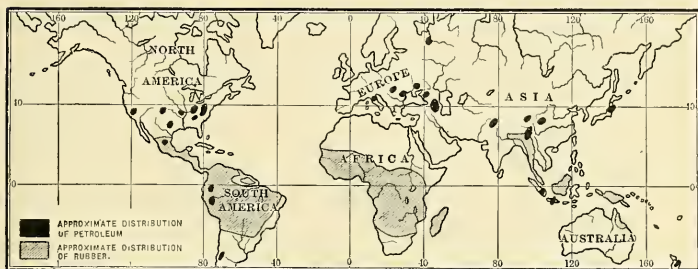 160 120 80 40 0 40 80 120 160
NORTH
AMERICA
EUROPE
ASIA
40 40
AFRICA
0 0
SOUTH
AMERICA
AUSTRALIA
APPROXIMATE DISTRIBUTION
OF PETROLEUM
APPROXIMATE DISTRIBUTION
OF RUBBER.
80 0 40 80 120 160